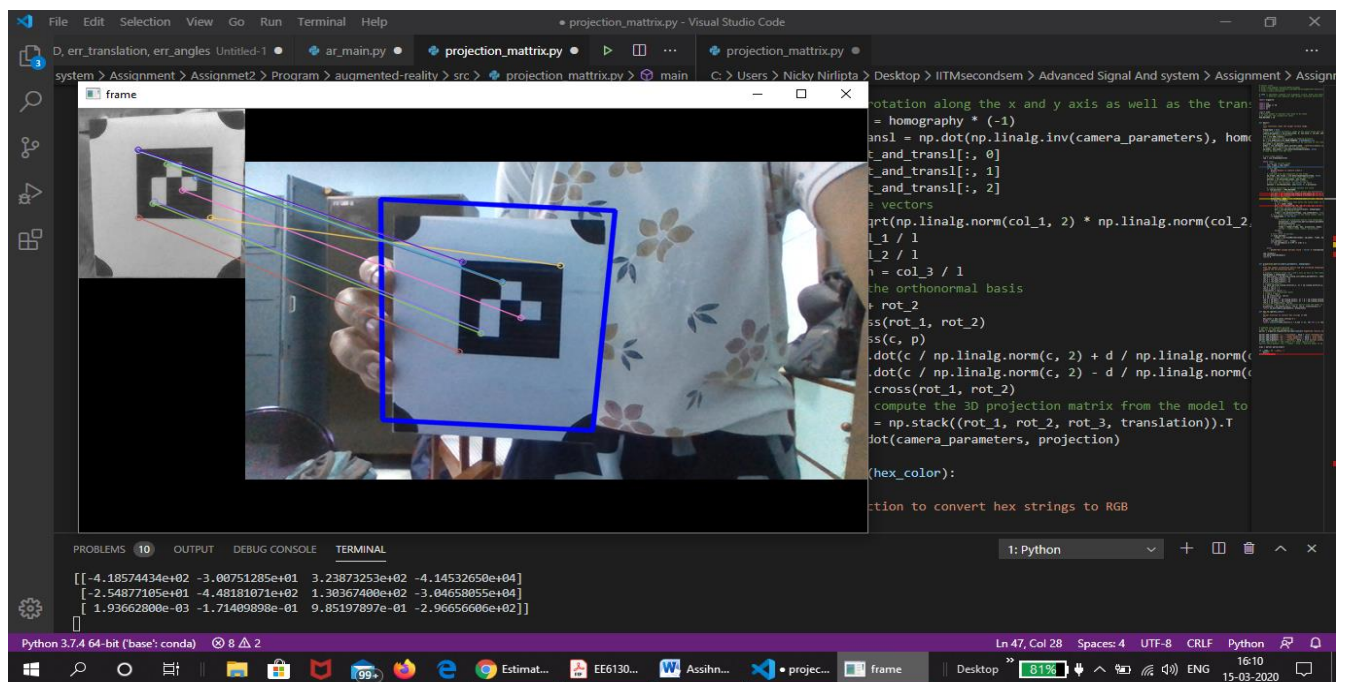 File Edit Selection View Go Run Terminal Help
● projection_mattrix.py - Visual Studio Code
D, err_translation, err_angles Untitled-1 ●
ar_main.py ●
projection_mattrix.py ●
projection_mattrix.py ●
system > Assignment > Assignmet2 > Program > augmented-reality > src > projection_mattrix.py > main
C: > Users > Nicky Nirlipta > Desktop > IITMsecondsem > Advanced Signal And system > Assignment > Assignm
3
frame
rotation along the x and y axis as well as the trans
= homography * (-1)
ansl = np.dot(np.linalg.inv(camera_parameters), homo
t_and_transl[:, 0]
t_and_transl[:, 1]
t_and_transl[:, 2]
e vectors
qrt(np.linalg.norm(col_1, 2) * np.linalg.norm(col_2,
l_1 / l
l_2 / l
n = col_3 / l
the orthonormal basis
+ rot_2
ss(rot_1, rot_2)
ss(c, p)
.dot(c / np.linalg.norm(c, 2) + d / np.linalg.norm(d
.dot(c / np.linalg.norm(c, 2) - d / np.linalg.norm(d
.cross(rot_1, rot_2)
compute the 3D projection matrix from the model to
= np.stack((rot_1, rot_2, rot_3, translation)).T
dot(camera_parameters, projection)
(hex_color):
ction to convert hex strings to RGB
PROBLEMS 10 OUTPUT DEBUG CONSOLE TERMINAL
1: Python
[[-4.18574434e+02 -3.00751285e+01 3.23873253e+02 -4.14532650e+04]
[-2.54877105e+01 -4.48181071e+02 1.30367400e+02 -3.04658055e+04]
[ 1.93662800e-03 -1.71409898e-01 9.85197897e-01 -2.96656606e+02]]
Python 3.7.4 64-bit ('base': conda) 8 2
Ln 47, Col 28 Spaces: 4 UTF-8 CRLF Python
99+
Estimat...
EE6130...
Assihn...
● projec...
frame
Desktop »
81%
ENG
16:10
15-03-2020